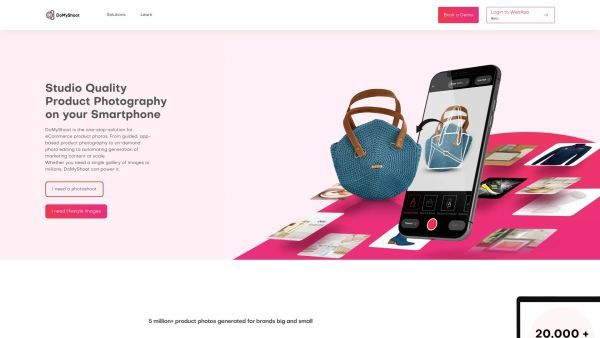 DoMyShoot
Solutions
Learn
Book a Demo
Login to WebApp
Studio Quality
Product Photography
on your Smartphone
DoMyShoot is the one-stop-solution for
eCommerce product photos. From guided, app-
based product photography to on-demand
photo editing to automating generation of
marketing content at scale.
Whether you need a single gallery of images or
millions, DoMyShoot can power it.
I need a photoshoot
I need lifestyle images
5 million+ product photos generated for brands big and small
20,000 +